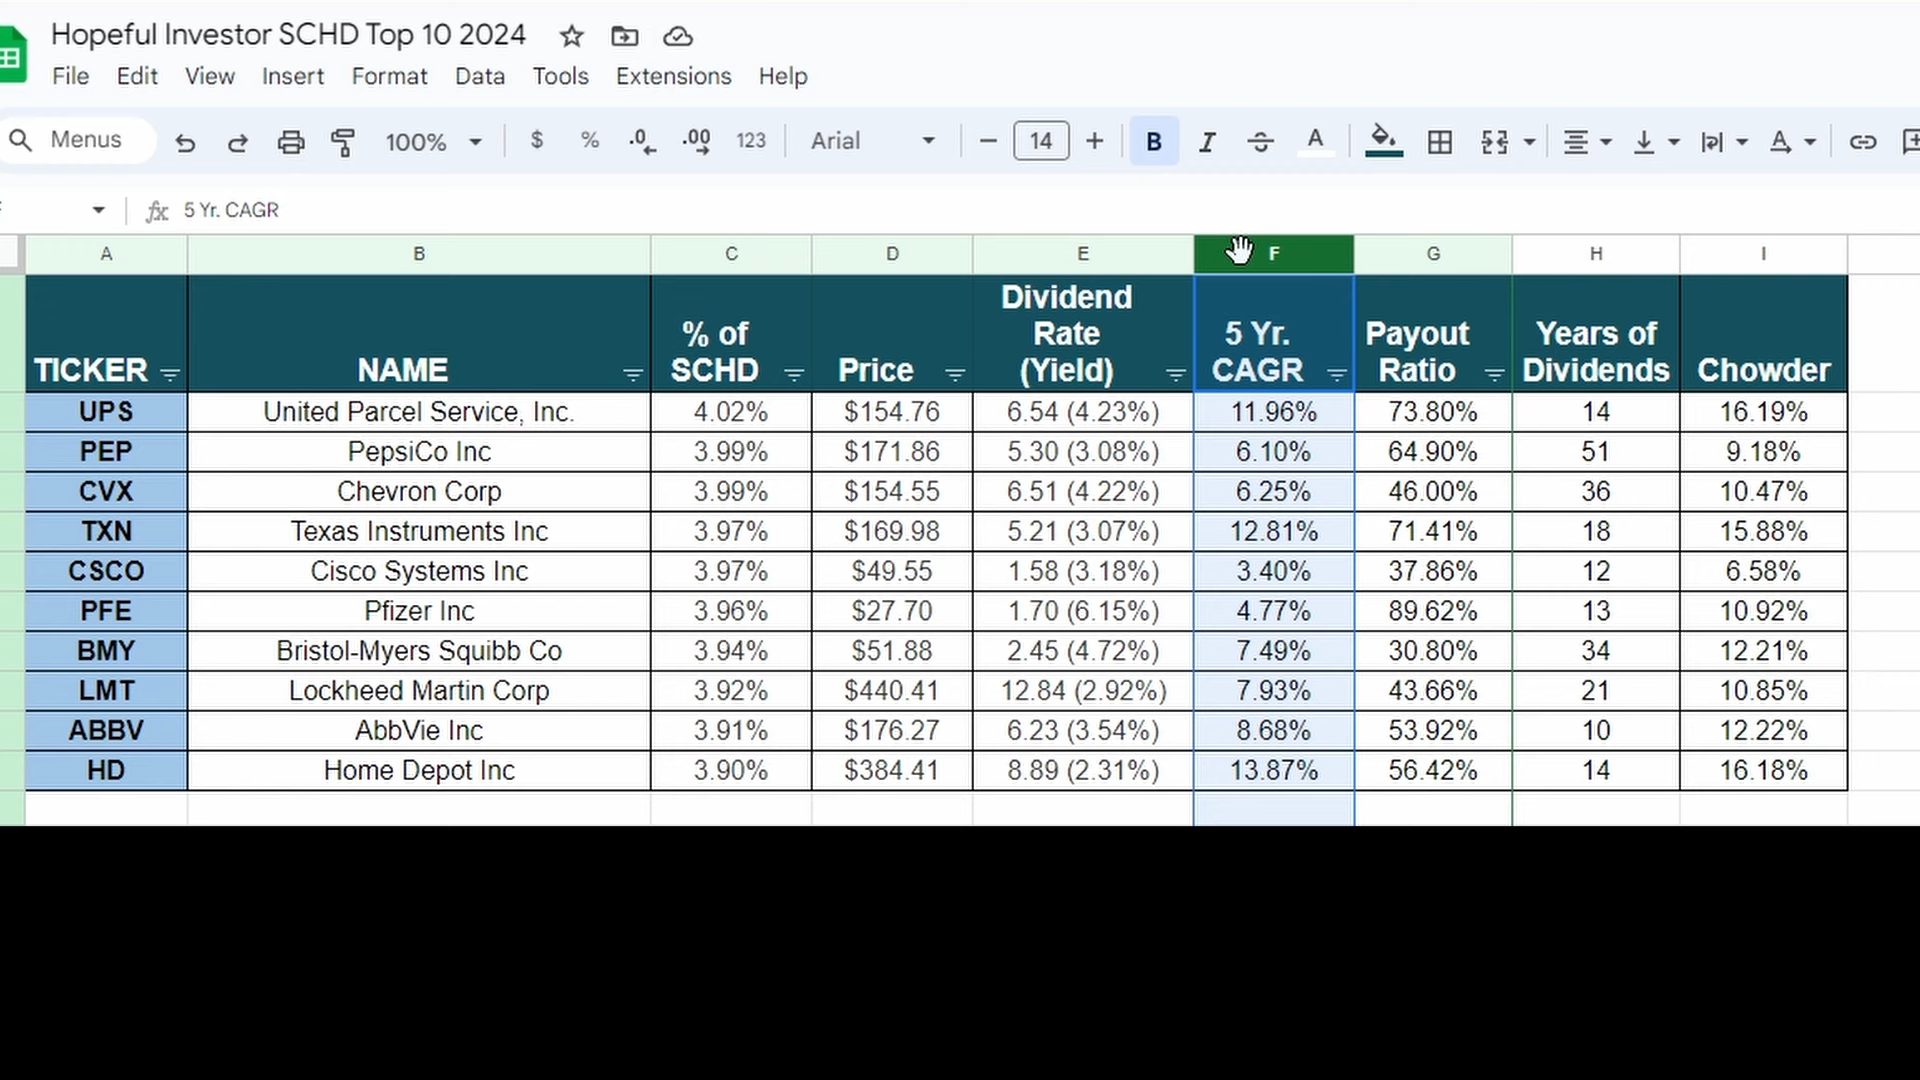 Hopeful Investor SCHD Top 10 2024
File Edit View Insert Format Data Tools Extensions Help
Menus 100% $ % .0 .00 123 Arial 14 B I S A A
fx 5 Yr. CAGR
A B C D E F G H I
TICKER NAME % of SCHD Price Dividend Rate (Yield) 5 Yr. CAGR Payout Ratio Years of Dividends Chowder
UPS United Parcel Service, Inc. 4.02% $154.76 6.54 (4.23%) 11.96% 73.80% 14 16.19%
PEP PepsiCo Inc 3.99% $171.86 5.30 (3.08%) 6.10% 64.90% 51 9.18%
CVX Chevron Corp 3.99% $154.55 6.51 (4.22%) 6.25% 46.00% 36 10.47%
TXN Texas Instruments Inc 3.97% $169.98 5.21 (3.07%) 12.81% 71.41% 18 15.88%
CSCO Cisco Systems Inc 3.97% $49.55 1.58 (3.18%) 3.40% 37.86% 12 6.58%
PFE Pfizer Inc 3.96% $27.70 1.70 (6.15%) 4.77% 89.62% 13 10.92%
BMY Bristol-Myers Squibb Co 3.94% $51.88 2.45 (4.72%) 7.49% 30.80% 34 12.21%
LMT Lockheed Martin Corp 3.92% $440.41 12.84 (2.92%) 7.93% 43.66% 21 10.85%
ABBV AbbVie Inc 3.91% $176.27 6.23 (3.54%) 8.68% 53.92% 10 12.22%
HD Home Depot Inc 3.90% $384.41 8.89 (2.31%) 13.87% 56.42% 14 16.18%